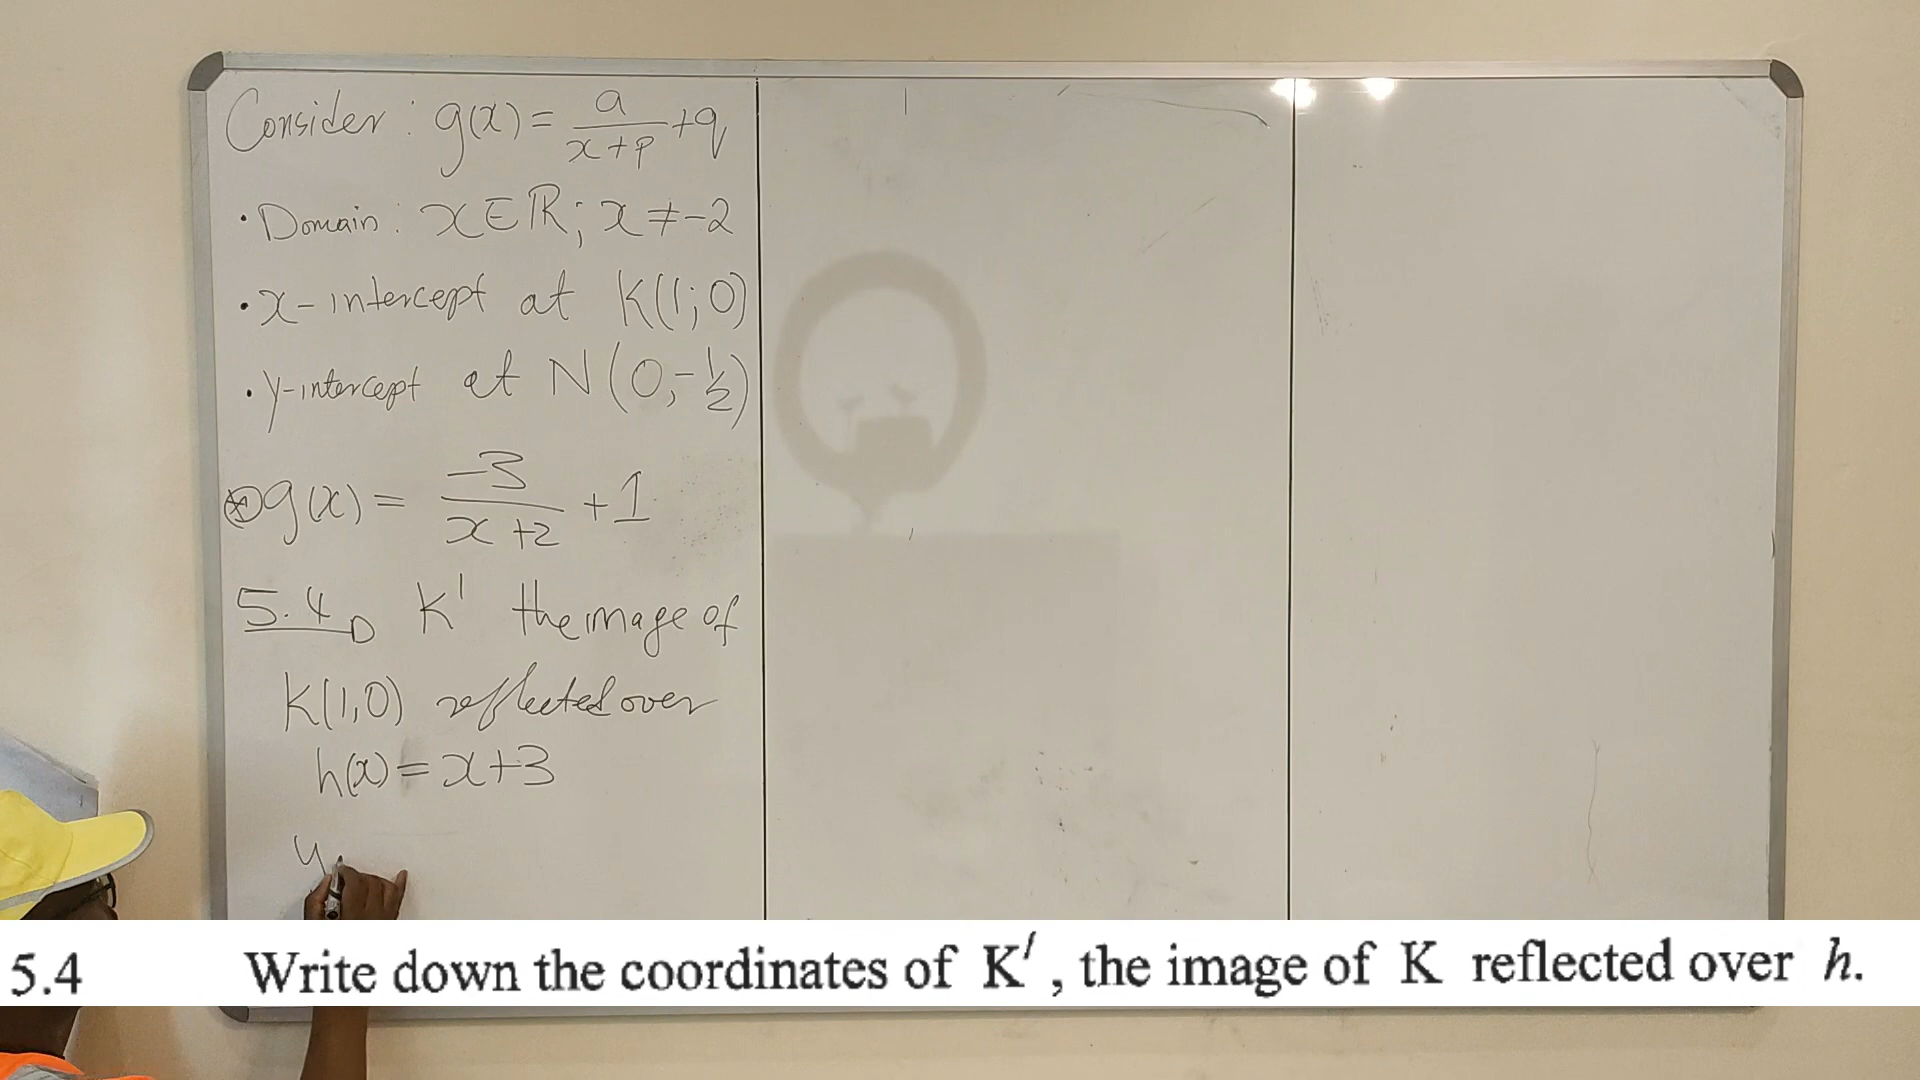 Consider : g(x) = a/(x+p) +q
• Domain : x∈ℝ; x≠-2
• x-intercept at K(1;0)
• y-intercept at N(0;-1/2)
⊛ g(x) = -3/(x+2) +1
5.4 K' the image of
K(1,0) reflected over
h(x) = x+3
y
5.4 Write down the coordinates of K′, the image of K reflected over h.